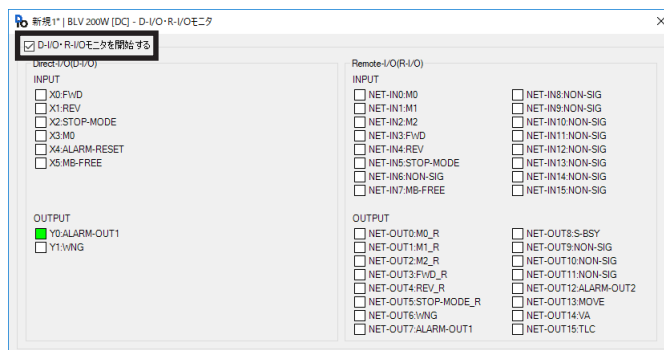 新規1* | BLV 200W [DC] - D-I/O･R-I/Oモニタ
D-I/O･R-I/Oモニタを開始する
Direct-I/O(D-I/O)
INPUT
X0:FWD
X1:REV
X2:STOP-MODE
X3:M0
X4:ALARM-RESET
X5:MB-FREE
OUTPUT
Y0:ALARM-OUT1
Y1:WNG
Remote-I/O(R-I/O)
INPUT
NET-IN0:M0
NET-IN1:M1
NET-IN2:M2
NET-IN3:FWD
NET-IN4:REV
NET-IN5:STOP-MODE
NET-IN6:NON-SIG
NET-IN7:MB-FREE
NET-IN8:NON-SIG
NET-IN9:NON-SIG
NET-IN10:NON-SIG
NET-IN11:NON-SIG
NET-IN12:NON-SIG
NET-IN13:NON-SIG
NET-IN14:NON-SIG
NET-IN15:NON-SIG
OUTPUT
NET-OUT0:M0_R
NET-OUT1:M1_R
NET-OUT2:M2_R
NET-OUT3:FWD_R
NET-OUT4:REV_R
NET-OUT5:STOP-MODE_R
NET-OUT6:WNG
NET-OUT7:ALARM-OUT1
NET-OUT8:S-BSY
NET-OUT9:NON-SIG
NET-OUT10:NON-SIG
NET-OUT11:NON-SIG
NET-OUT12:ALARM-OUT2
NET-OUT13:MOVE
NET-OUT14:VA
NET-OUT15:TLC